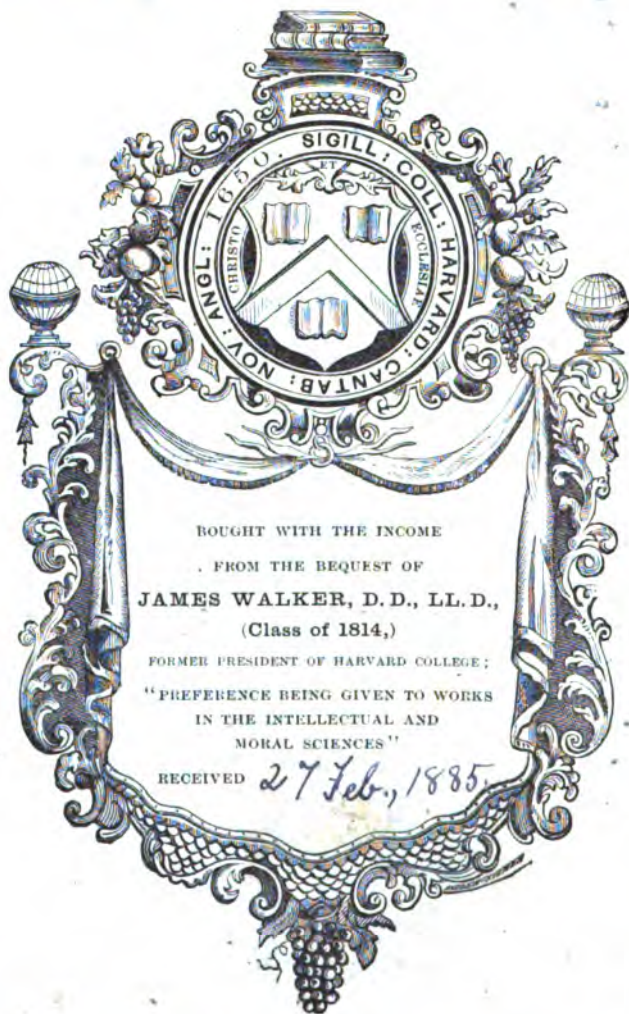 SIGILL: COLL: HARVARD: CANTAB: NOV: ANGL: 1650.
ET
CHRISTO
ECCLESIÆ
BOUGHT WITH THE INCOME
FROM THE BEQUEST OF
JAMES WALKER, D.D., LL.D.,
(Class of 1814,)
FORMER PRESIDENT OF HARVARD COLLEGE;
"PREFERENCE BEING GIVEN TO WORKS
IN THE INTELLECTUAL AND
MORAL SCIENCES"
RECEIVED 27 Feb., 1885.